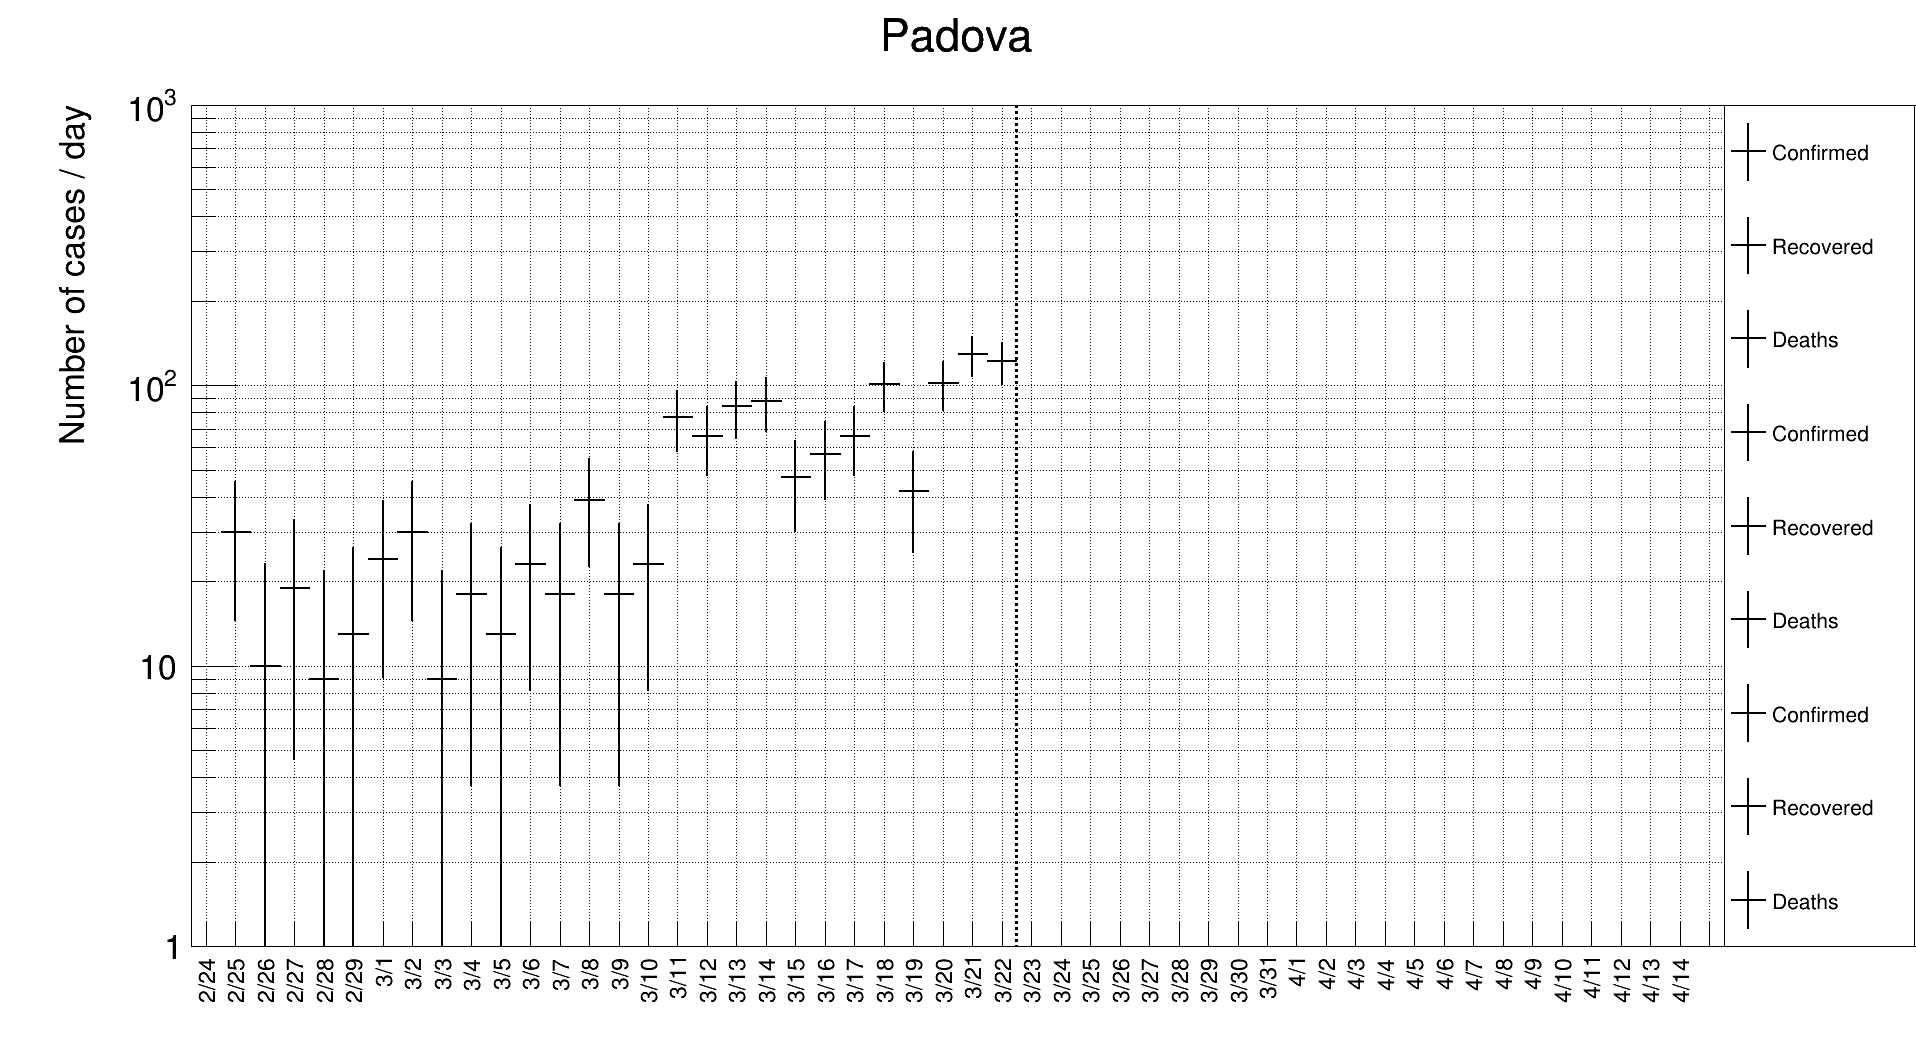 Padova
Number of cases / day
10^3
10^2
10
1
2/24 2/25 2/26 2/27 2/28 2/29 3/1 3/2 3/3 3/4 3/5 3/6 3/7 3/8 3/9 3/10 3/11 3/12 3/13 3/14 3/15 3/16 3/17 3/18 3/19 3/20 3/21 3/22 3/23 3/24 3/25 3/26 3/27 3/28 3/29 3/30 3/31 4/1 4/2 4/3 4/4 4/5 4/6 4/7 4/8 4/9 4/10 4/11 4/12 4/13 4/14
Confirmed
Recovered
Deaths
Confirmed
Recovered
Deaths
Confirmed
Recovered
Deaths